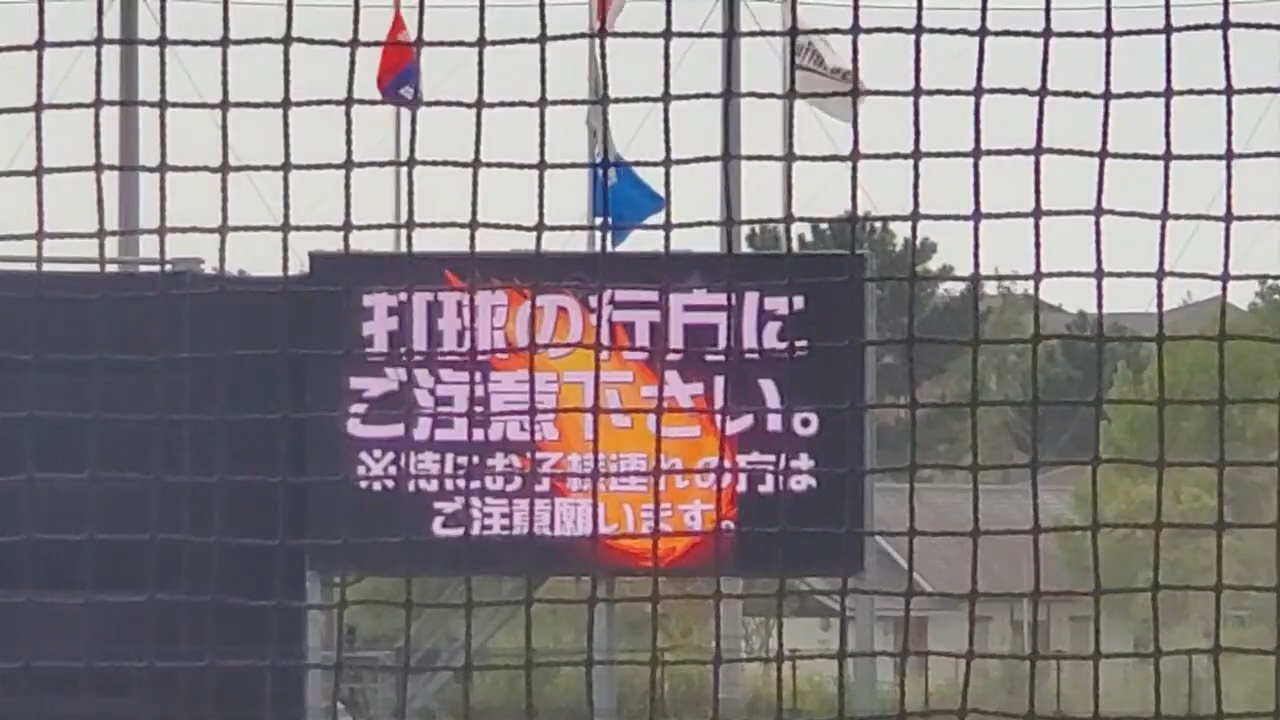 打球の行方に
ご注意下さい。
※特にお子様連れの方は
ご注意願います。